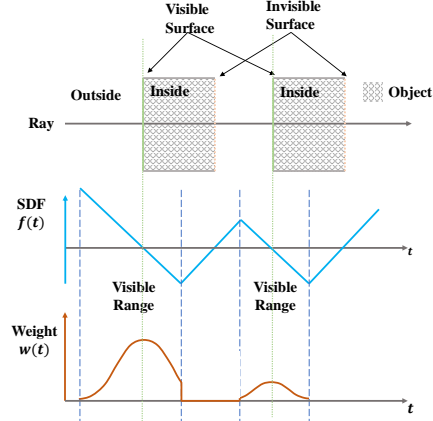 Visible
Surface
Invisible
Surface
Outside
Inside
Inside
Object
Ray
SDF
f(t)
t
Visible
Range
Visible
Range
Weight
w(t)
t